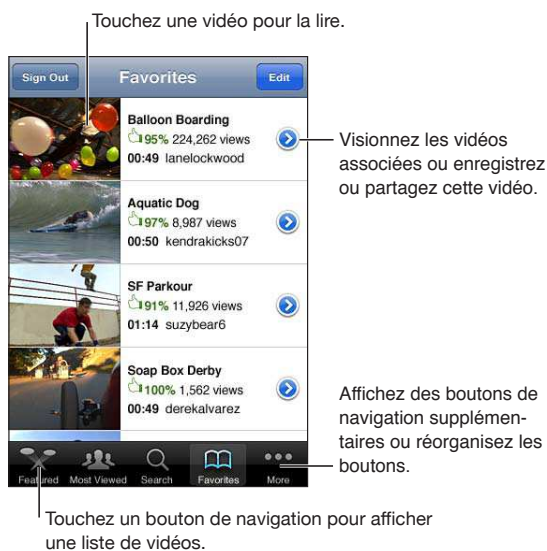 Touchez une vidéo pour la lire.
Sign Out
Favorites
Edit
Balloon Boarding
95% 224,262 views
00:49 lanelockwood
Visionnez les vidéos
associées ou enregistrez
ou partagez cette vidéo.
Aquatic Dog
97% 8,987 views
00:50 kendrakicks07
SF Parkour
91% 11,926 views
01:14 suzybear6
Soap Box Derby
100% 1,562 views
00:49 derekalvarez
Affichez des boutons de
navigation supplémen-
taires ou réorganisez les
boutons.
Featured
Most Viewed
Search
Favorites
More
Touchez un bouton de navigation pour afficher
une liste de vidéos.